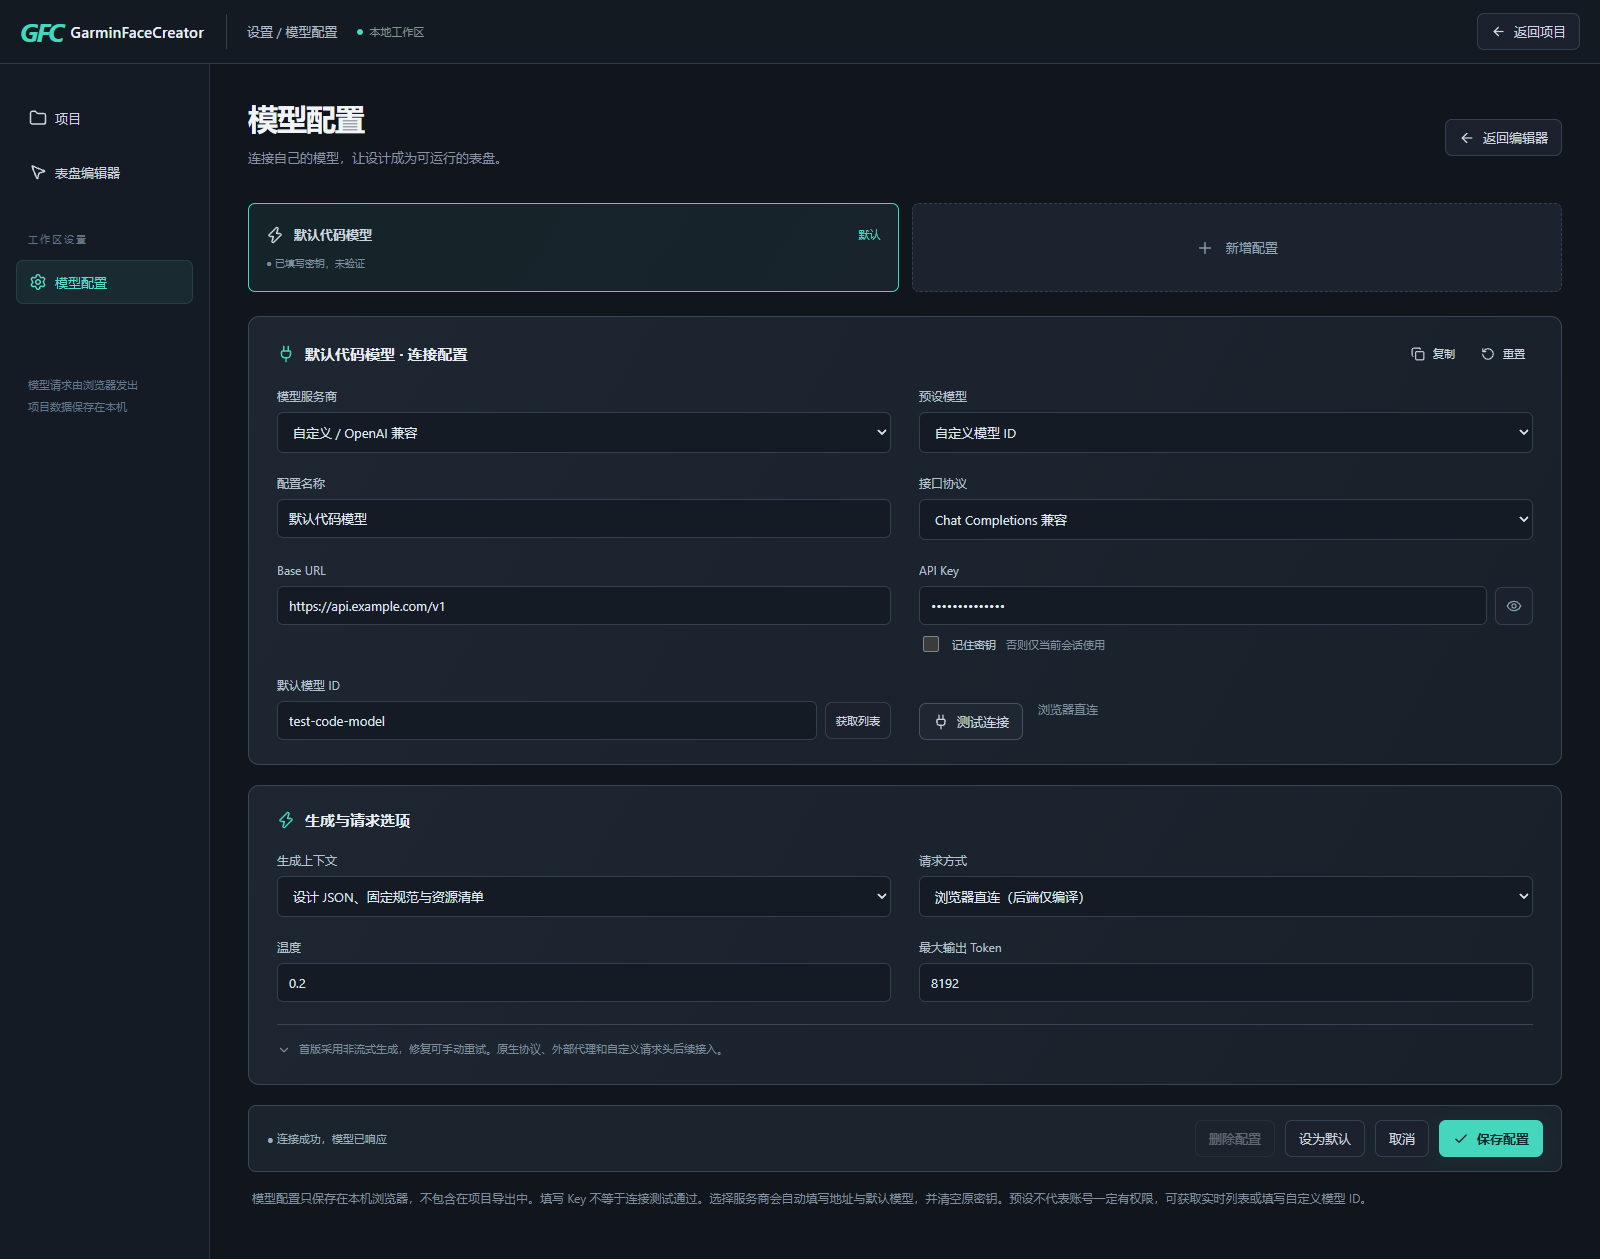 GFC GarminFaceCreator
设置 / 模型配置
本地工作区
返回项目
项目
表盘编辑器
工作区设置
模型配置
模型请求由浏览器发出
项目数据保存在本机
模型配置
连接自己的模型，让设计成为可运行的表盘。
返回编辑器
默认代码模型
默认
已填写密钥，未验证
新增配置
默认代码模型 · 连接配置
复制
重置
模型服务商
自定义 / OpenAI 兼容
预设模型
自定义模型 ID
配置名称
默认代码模型
接口协议
Chat Completions 兼容
Base URL
https://api.example.com/v1
API Key
••••••••••••••
记住密钥 否则仅当前会话使用
默认模型 ID
test-code-model
获取列表
测试连接
浏览器直连
生成与请求选项
生成上下文
设计 JSON、固定规范与资源清单
请求方式
浏览器直连（后端仅编译）
温度
0.2
最大输出 Token
8192
首版采用非流式生成，修复可手动重试。原生协议、外部代理和自定义请求头后续接入。
连接成功，模型已响应
删除配置
设为默认
取消
保存配置
模型配置只保存在本机浏览器，不包含在项目导出中。填写 Key 不等于连接测试通过。选择服务商会自动填写地址与默认模型，并清空原密钥。预设不代表账号一定有权限，可获取实时列表或填写自定义模型 ID。